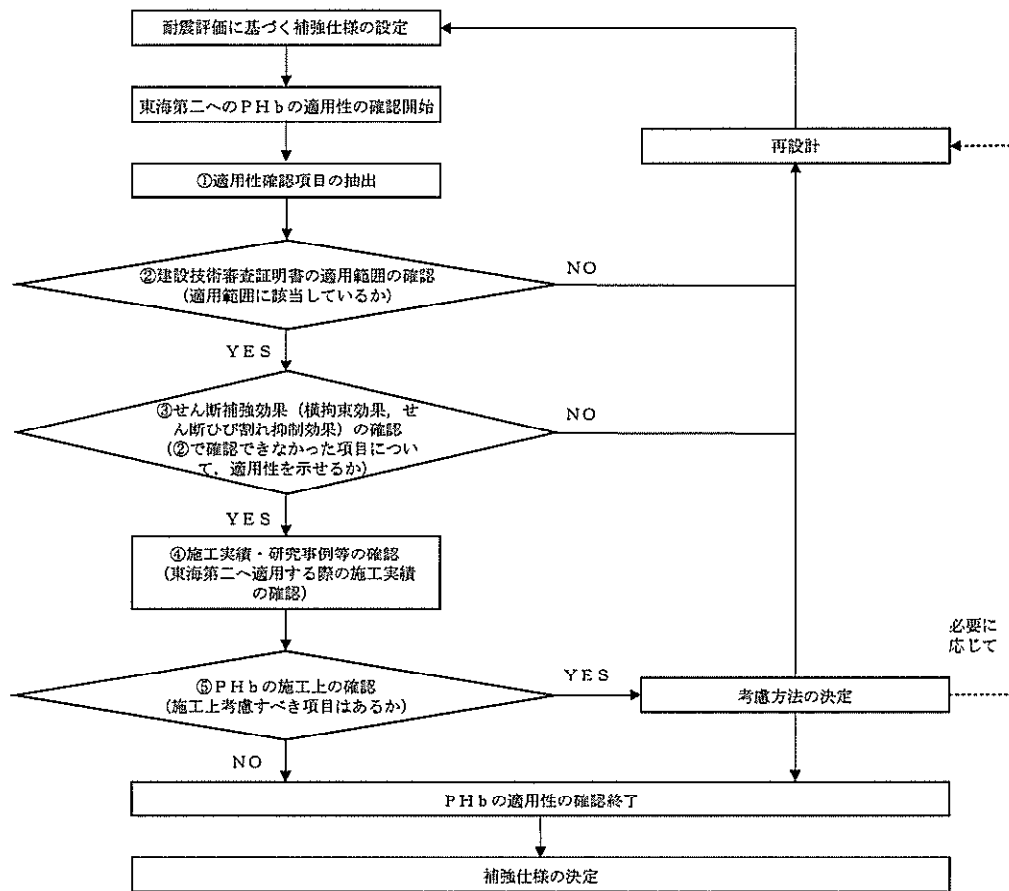 耐震評価に基づく補強仕様の設定
東海第二へのPHbの適用性の確認開始
再設計
①適用性確認項目の抽出
②建設技術審査証明書の適用範囲の確認
(適用範囲に該当しているか)
NO
YES
③せん断補強効果(横拘束効果,せ
ん断ひび割れ抑制効果)の確認
(②で確認できなかった項目につい
て,適用性を示せるか)
NO
YES
④施工実績・研究事例等の確認
(東海第二へ適用する際の施工実績
の確認)
必要に
応じて
⑤PHbの施工上の確認
(施工上考慮すべき項目はあるか)
YES
考慮方法の決定
NO
PHbの適用性の確認終了
補強仕様の決定